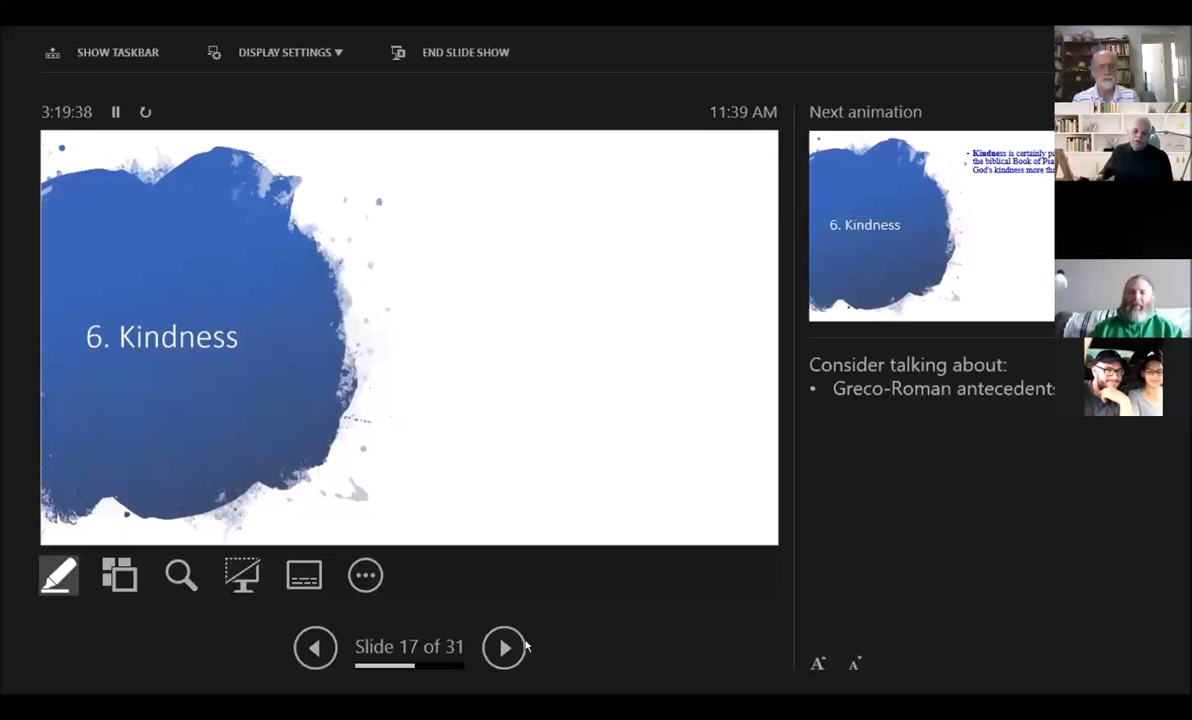 SHOW TASKBAR
DISPLAY SETTINGS ▼
END SLIDE SHOW
3:19:38
11:39 AM
Next animation
6. Kindness
6. Kindness
• Kindness is certainly
the biblical Book of
God's kindness more
Consider talking about:
• Greco-Roman antecedents
Slide 17 of 31
A
A